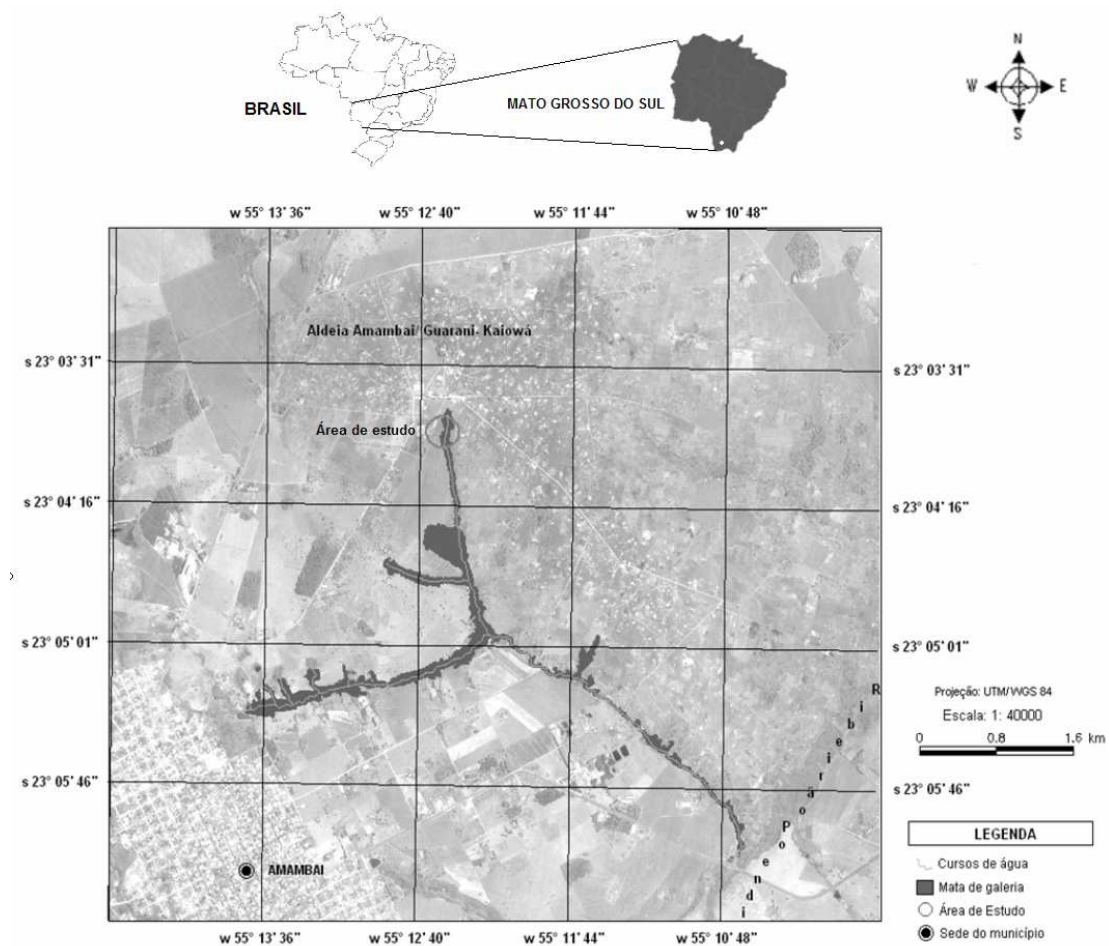 BRASIL
MATO GROSSO DO SUL
N
W E
S
w 55° 13' 36"
w 55° 12' 40"
w 55° 11' 44"
w 55° 10' 48"
Aldeia Amambai/ Guarani- Kaiowá
s 23° 03' 31"
s 23° 03' 31"
Área de estudo
s 23° 04' 16"
s 23° 04' 16"
s 23° 05' 01"
s 23° 05' 01"
Ribeirão Poendi
Projeção: UTM/WGS 84
Escala: 1: 40000
0 0.8 1.6 km
s 23° 05' 46"
s 23° 05' 46"
AMAMBAI
LEGENDA
Cursos de água
Mata de galeria
Área de Estudo
Sede do município
w 55° 13' 36"
w 55° 12' 40"
w 55° 11' 44"
w 55° 10' 48"